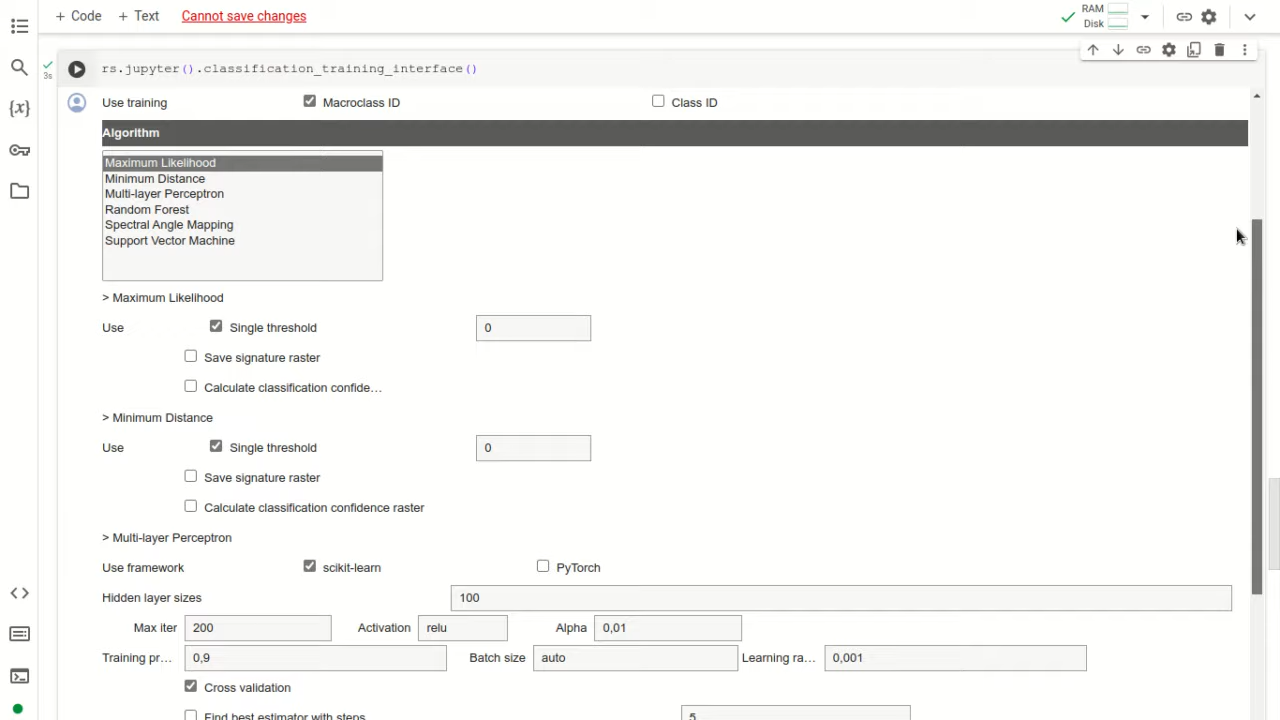 + Code + Text Cannot save changes RAM
Disk
3s rs.jupyter().classification_training_interface()
{x} Use training Macroclass ID Class ID
Algorithm
Maximum Likelihood
Minimum Distance
Multi-layer Perceptron
Random Forest
Spectral Angle Mapping
Support Vector Machine
> Maximum Likelihood
Use Single threshold 0
Save signature raster
Calculate classification confide…
> Minimum Distance
Use Single threshold 0
Save signature raster
Calculate classification confidence raster
> Multi-layer Perceptron
Use framework scikit-learn PyTorch
Hidden layer sizes 100
Max iter 200 Activation relu Alpha 0,01
Training pr… 0,9 Batch size auto Learning ra… 0,001
Cross validation
Find best estimator with steps 5